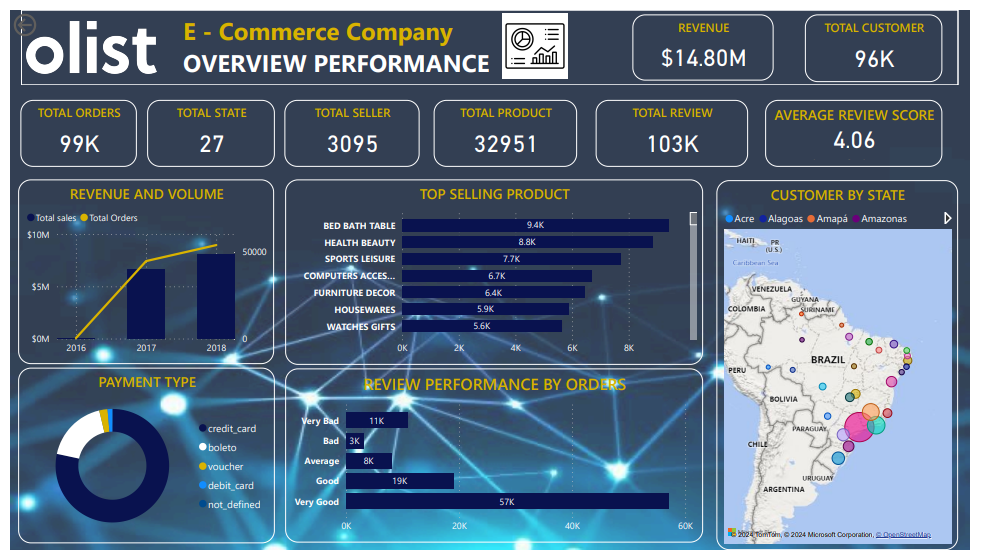 olist
E - Commerce Company
OVERVIEW PERFORMANCE
REVENUE
$14.80M
TOTAL CUSTOMER
96K
TOTAL ORDERS
99K
TOTAL STATE
27
TOTAL SELLER
3095
TOTAL PRODUCT
32951
TOTAL REVIEW
103K
AVERAGE REVIEW SCORE
4.06
REVENUE AND VOLUME
Total sales Total Orders
$10M
$5M
$0M
50000
0
2016 2017 2018
TOP SELLING PRODUCT
BED BATH TABLE 9.4K
HEALTH BEAUTY 8.8K
SPORTS LEISURE 7.7K
COMPUTERS ACCES... 6.7K
FURNITURE DECOR 6.4K
HOUSEWARES 5.9K
WATCHES GIFTS 5.6K
0K 2K 4K 6K 8K
CUSTOMER BY STATE
Acre Alagoas Amapá Amazonas
HAITI
PR
(U.S.)
Caribbean Sea
VENEZUELA
GUYANA
SURINAME
COLOMBIA
BRAZIL
PERU
BOLIVIA
PARAGUAY
CHILE
URUGUAY
ARGENTINA
© 2024 TomTom, © 2024 Microsoft Corporation, © OpenStreetMap
PAYMENT TYPE
credit_card
boleto
voucher
debit_card
not_defined
REVIEW PERFORMANCE BY ORDERS
Very Bad 11K
Bad 3K
Average 8K
Good 19K
Very Good 57K
0K 20K 40K 60K